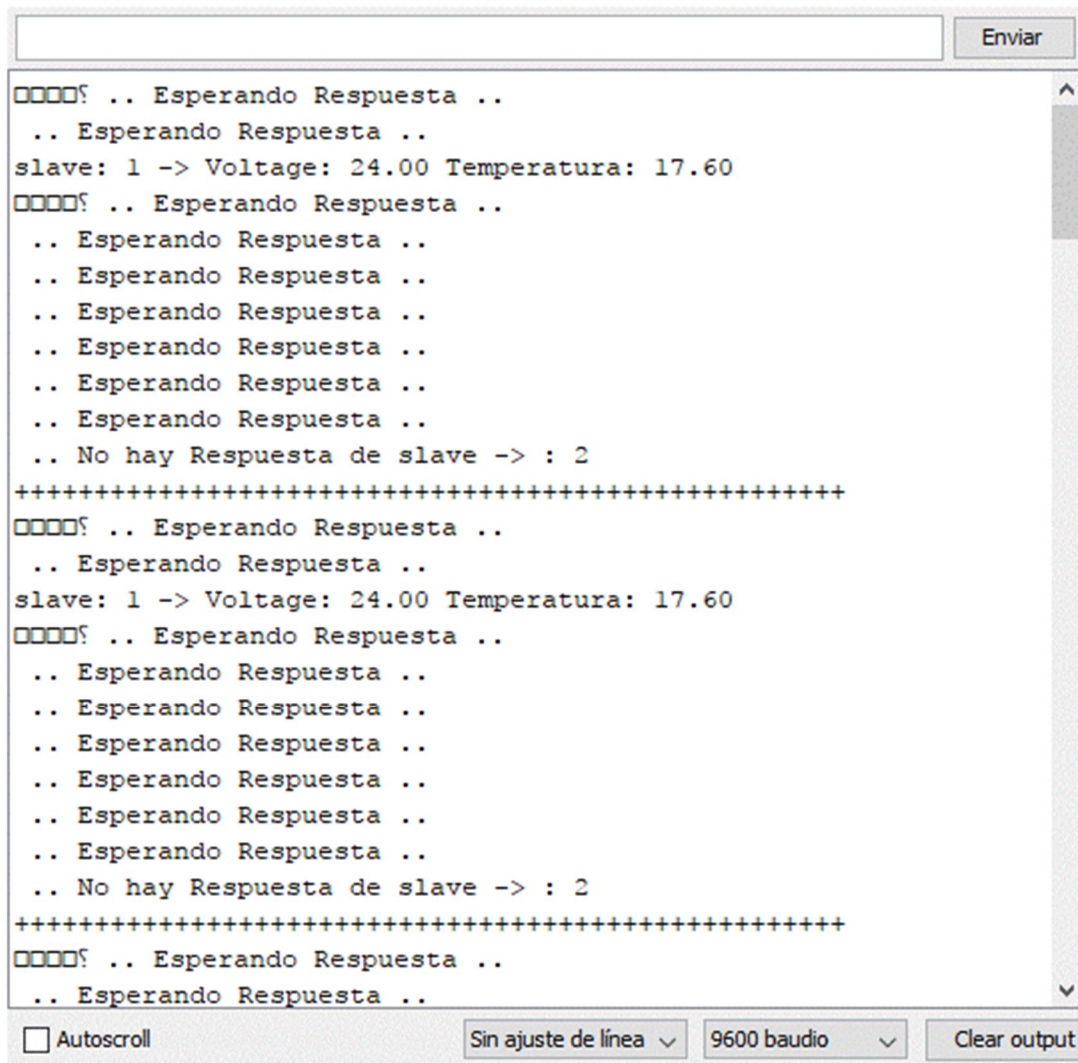 Enviar
□□□□⸮ .. Esperando Respuesta ..
.. Esperando Respuesta ..
slave: 1 -> Voltage: 24.00 Temperatura: 17.60
□□□□⸮ .. Esperando Respuesta ..
.. Esperando Respuesta ..
.. Esperando Respuesta ..
.. Esperando Respuesta ..
.. Esperando Respuesta ..
.. Esperando Respuesta ..
.. Esperando Respuesta ..
.. No hay Respuesta de slave -> : 2
++++++++++++++++++++++++++++++++++++++++++++++++++++
□□□□⸮ .. Esperando Respuesta ..
.. Esperando Respuesta ..
slave: 1 -> Voltage: 24.00 Temperatura: 17.60
□□□□⸮ .. Esperando Respuesta ..
.. Esperando Respuesta ..
.. Esperando Respuesta ..
.. Esperando Respuesta ..
.. Esperando Respuesta ..
.. Esperando Respuesta ..
.. Esperando Respuesta ..
.. No hay Respuesta de slave -> : 2
++++++++++++++++++++++++++++++++++++++++++++++++++++
□□□□⸮ .. Esperando Respuesta ..
.. Esperando Respuesta ..
Autoscroll Sin ajuste de línea 9600 baudio Clear output